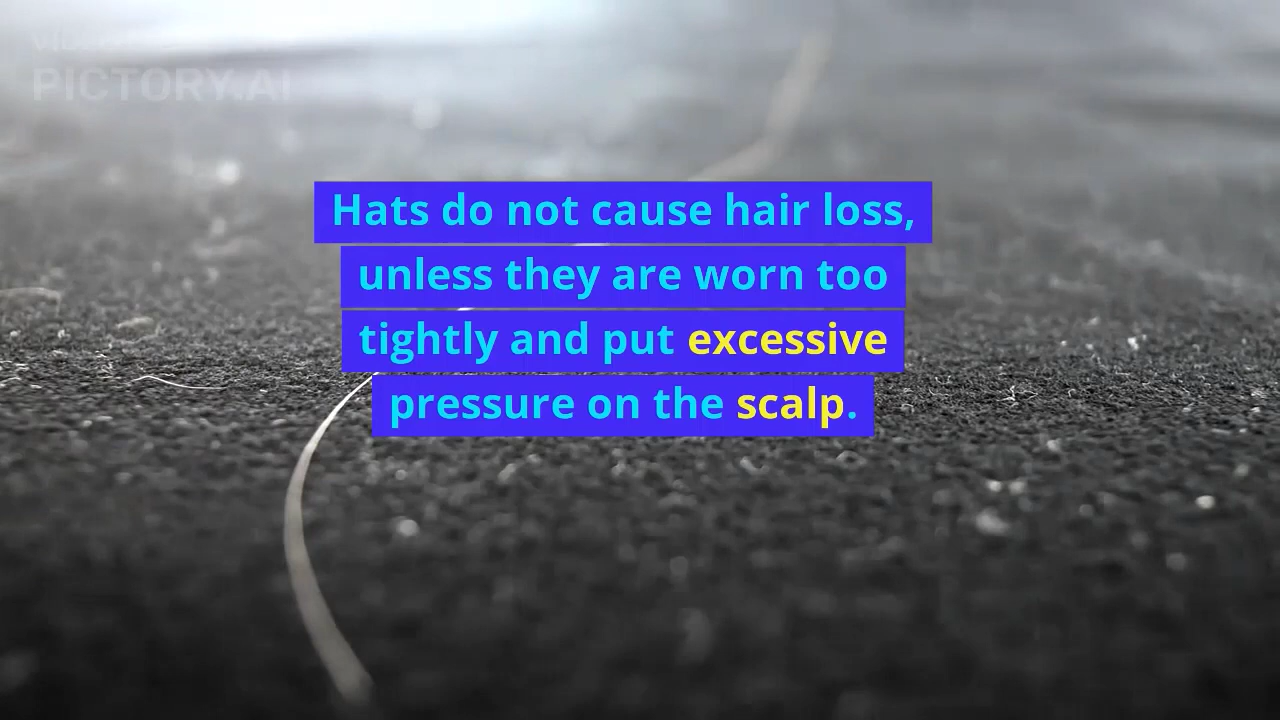 PICTORY.AI
Hats do not cause hair loss,
unless they are worn too
tightly and put excessive
pressure on the scalp.